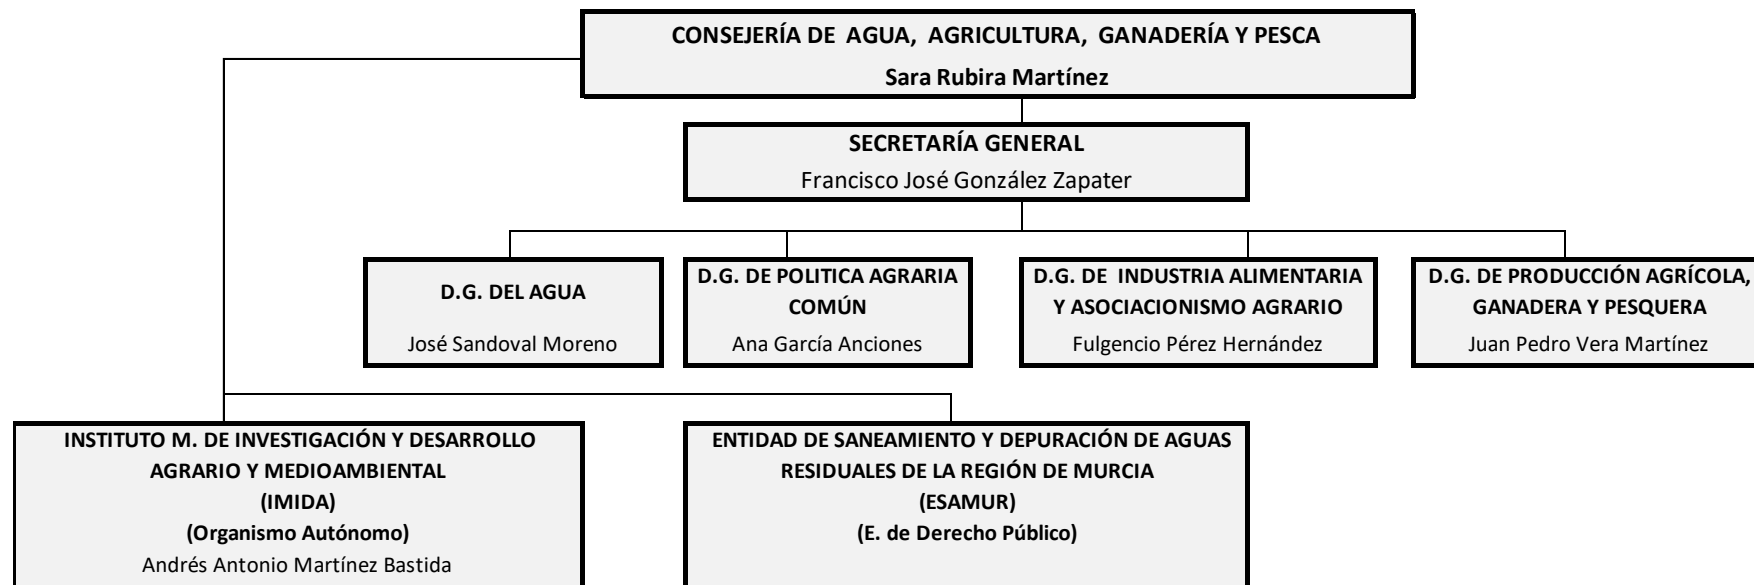 CONSEJERÍA DE AGUA, AGRICULTURA, GANADERÍA Y PESCA
Sara Rubira Martínez
SECRETARÍA GENERAL
Francisco José González Zapater
D.G. DEL AGUA
José Sandoval Moreno
D.G. DE POLITICA AGRARIA
COMÚN
Ana García Anciones
D.G. DE INDUSTRIA ALIMENTARIA
Y ASOCIACIONISMO AGRARIO
Fulgencio Pérez Hernández
D.G. DE PRODUCCIÓN AGRÍCOLA,
GANADERA Y PESQUERA
Juan Pedro Vera Martínez
INSTITUTO M. DE INVESTIGACIÓN Y DESARROLLO
AGRARIO Y MEDIOAMBIENTAL
(IMIDA)
(Organismo Autónomo)
Andrés Antonio Martínez Bastida
ENTIDAD DE SANEAMIENTO Y DEPURACIÓN DE AGUAS
RESIDUALES DE LA REGIÓN DE MURCIA
(ESAMUR)
(E. de Derecho Público)